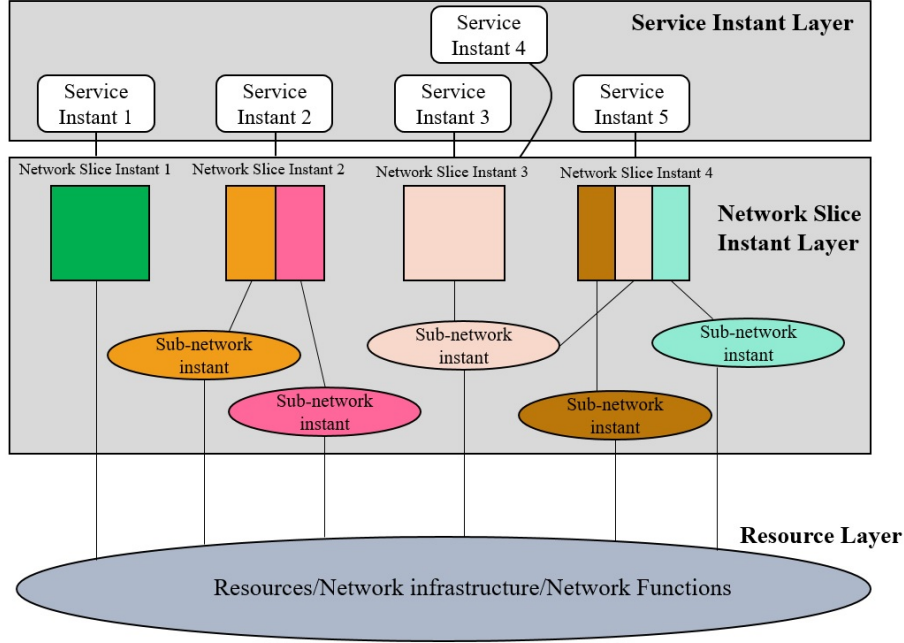 Service Instant Layer
Service
Instant 4
Service
Instant 1
Service
Instant 2
Service
Instant 3
Service
Instant 5
Network Slice Instant 1
Network Slice Instant 2
Network Slice Instant 3
Network Slice Instant 4
Network Slice
Instant Layer
Sub-network
instant
Sub-network
instant
Sub-network
instant
Sub-network
instant
Sub-network
instant
Resource Layer
Resources/Network infrastructure/Network Functions